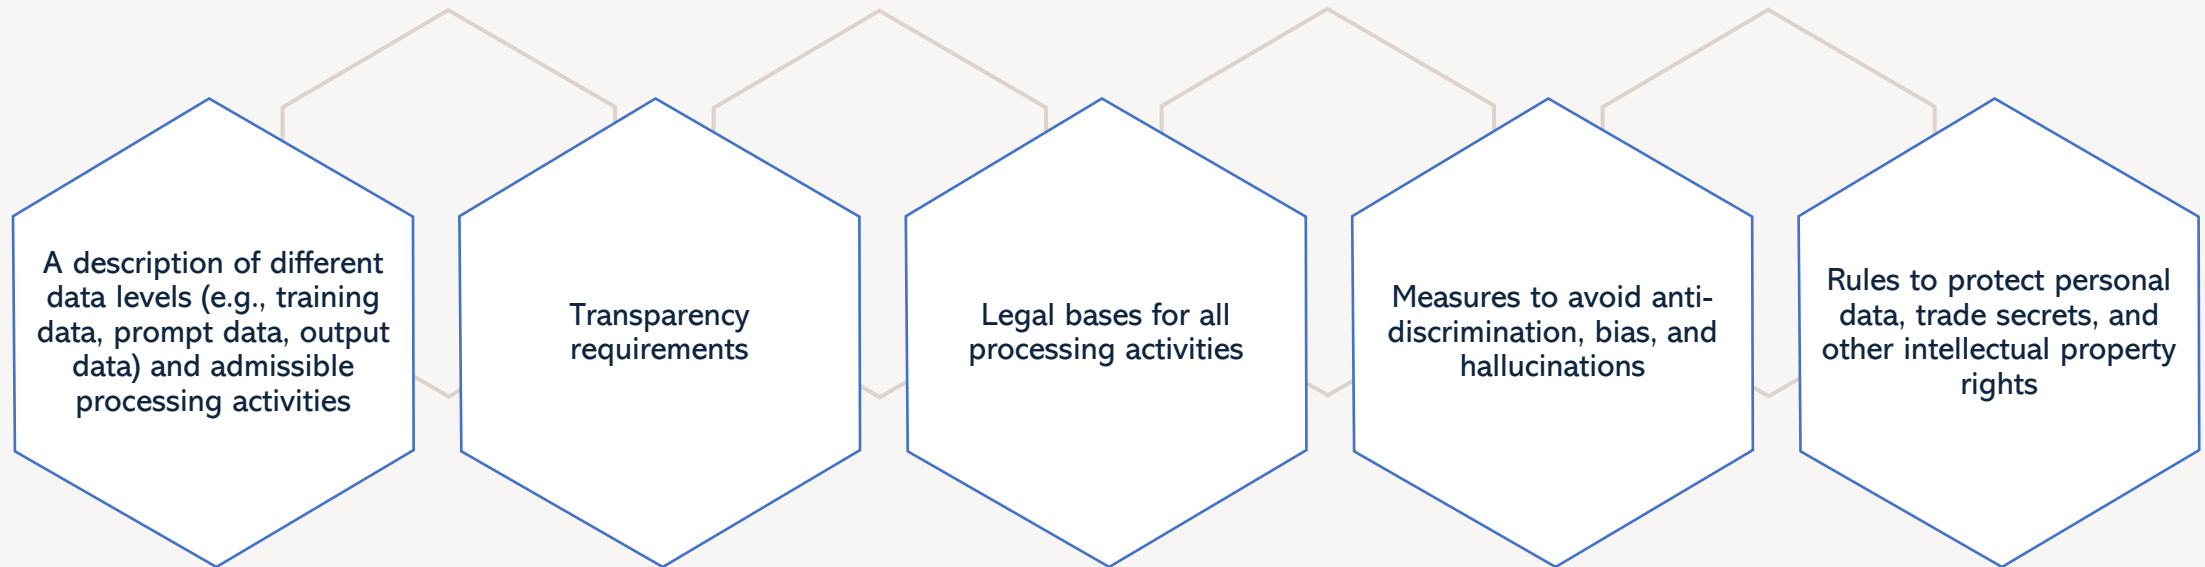 A description of different
data levels (e.g., training
data, prompt data, output
data) and admissible
processing activities
Transparency
requirements
Legal bases for all
processing activities
Measures to avoid anti-
discrimination, bias, and
hallucinations
Rules to protect personal
data, trade secrets, and
other intellectual property
rights